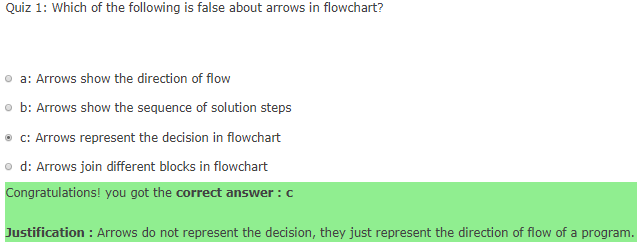 Quiz 1: Which of the following is false about arrows in flowchart?
a: Arrows show the direction of flow
b: Arrows show the sequence of solution steps
c: Arrows represent the decision in flowchart
d: Arrows join different blocks in flowchart
Congratulations! you got the correct answer : c
Justification : Arrows do not represent the decision, they just represent the direction of flow of a program.